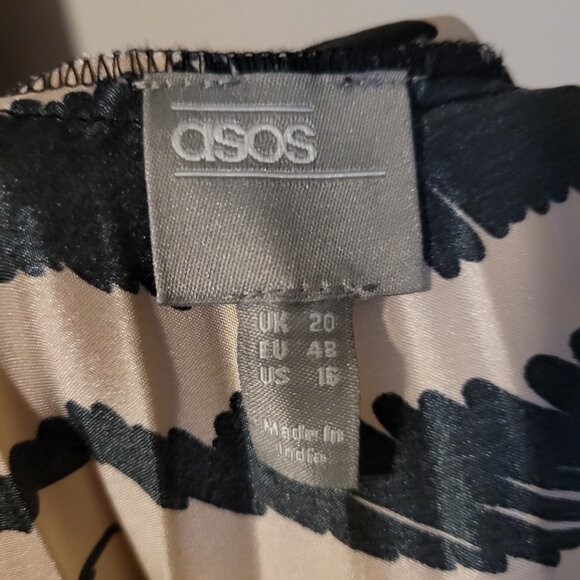 asos
UK 20
EU 48
US 16
Made in
India